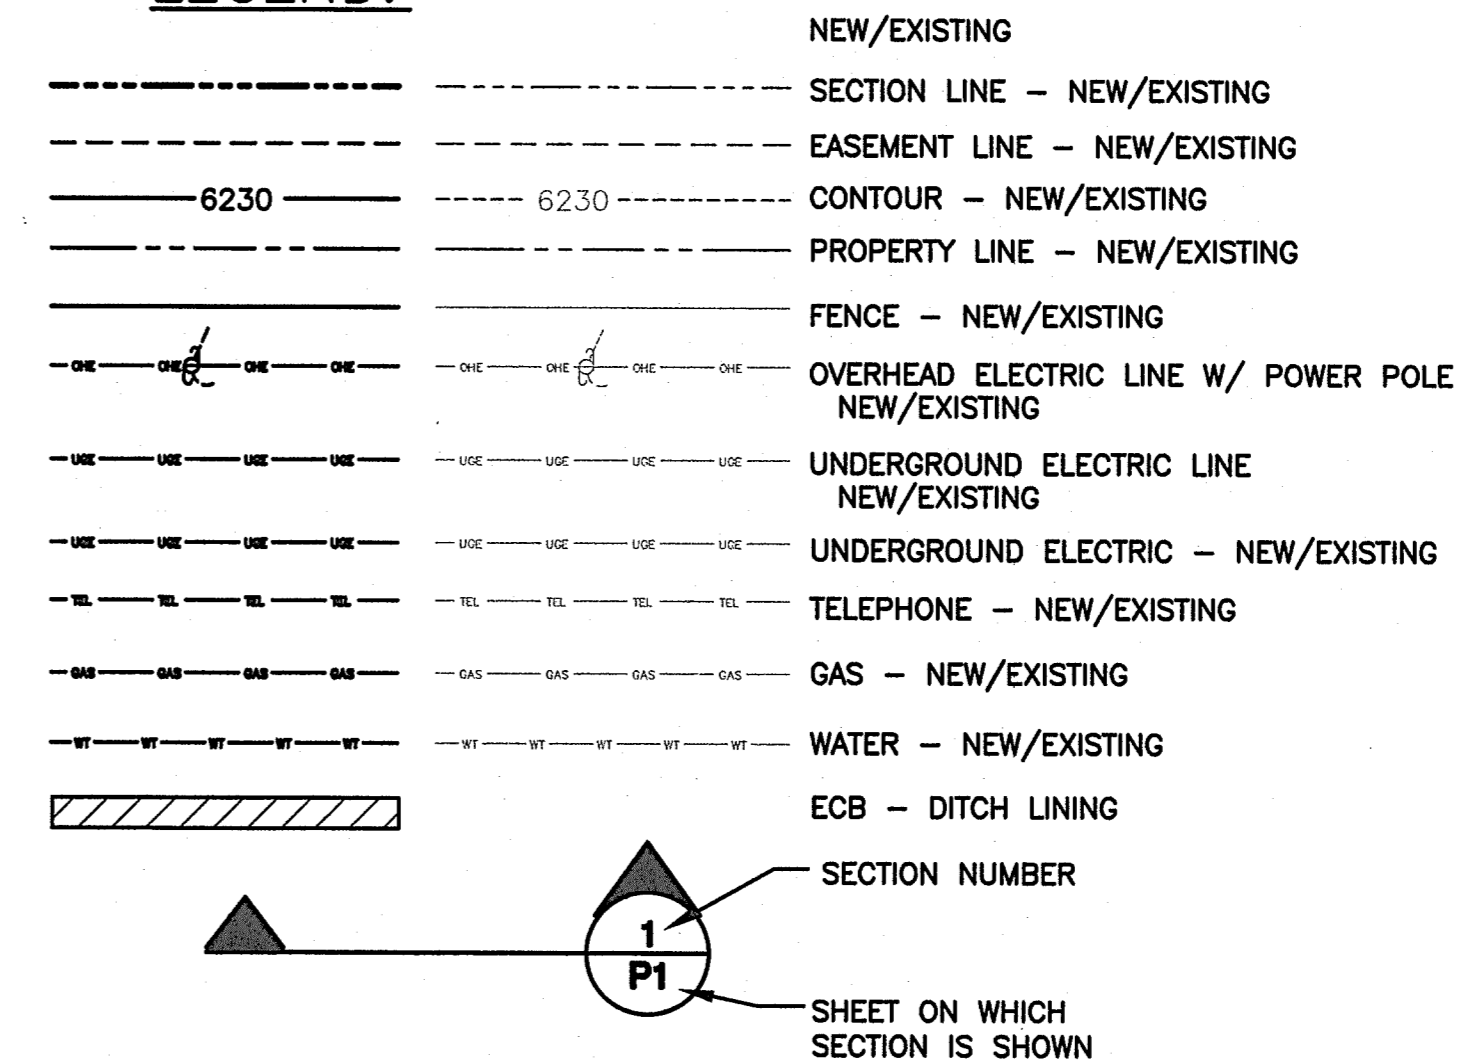 NEW/EXISTING
SECTION LINE – NEW/EXISTING
EASEMENT LINE – NEW/EXISTING
6230 6230 CONTOUR – NEW/EXISTING
PROPERTY LINE – NEW/EXISTING
FENCE – NEW/EXISTING
OHE OHE OHE OHE OHE OHE OHE OHE OVERHEAD ELECTRIC LINE W/ POWER POLE
NEW/EXISTING
UGE UGE UGE UGE UGE UGE UGE UGE UNDERGROUND ELECTRIC LINE
NEW/EXISTING
UGE UGE UGE UGE UGE UGE UGE UGE UNDERGROUND ELECTRIC – NEW/EXISTING
TEL TEL TEL TEL TEL TEL TEL TEL TELEPHONE – NEW/EXISTING
GAS GAS GAS GAS GAS GAS GAS GAS GAS – NEW/EXISTING
WT WT WT WT WT WT WT WT WT WT WATER – NEW/EXISTING
ECB – DITCH LINING
SECTION NUMBER
1
P1
SHEET ON WHICH
SECTION IS SHOWN